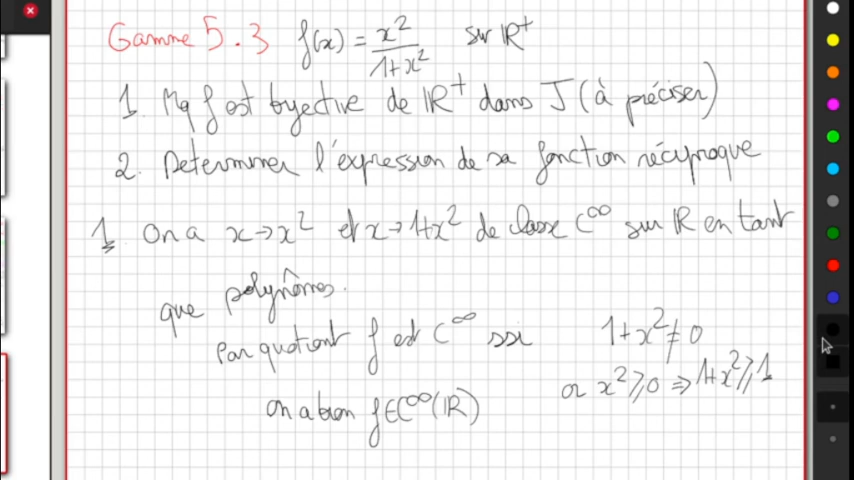 Gamme 5.3 f(x) = x²/(1+x²) sur ℝ⁺
1. Mq f est bijective de ℝ⁺ dans J (à préciser)
2. Determiner l'expression de sa fonction réciproque
1. On a x→x² et x→1+x² de classe C^∞ sur ℝ en tant
que polynômes.
Par quotient f est C^∞ ssi 1+x²≠0
or x²⩾0 ⇒ 1+x²⩾1
on a bien f∈C^∞(ℝ)